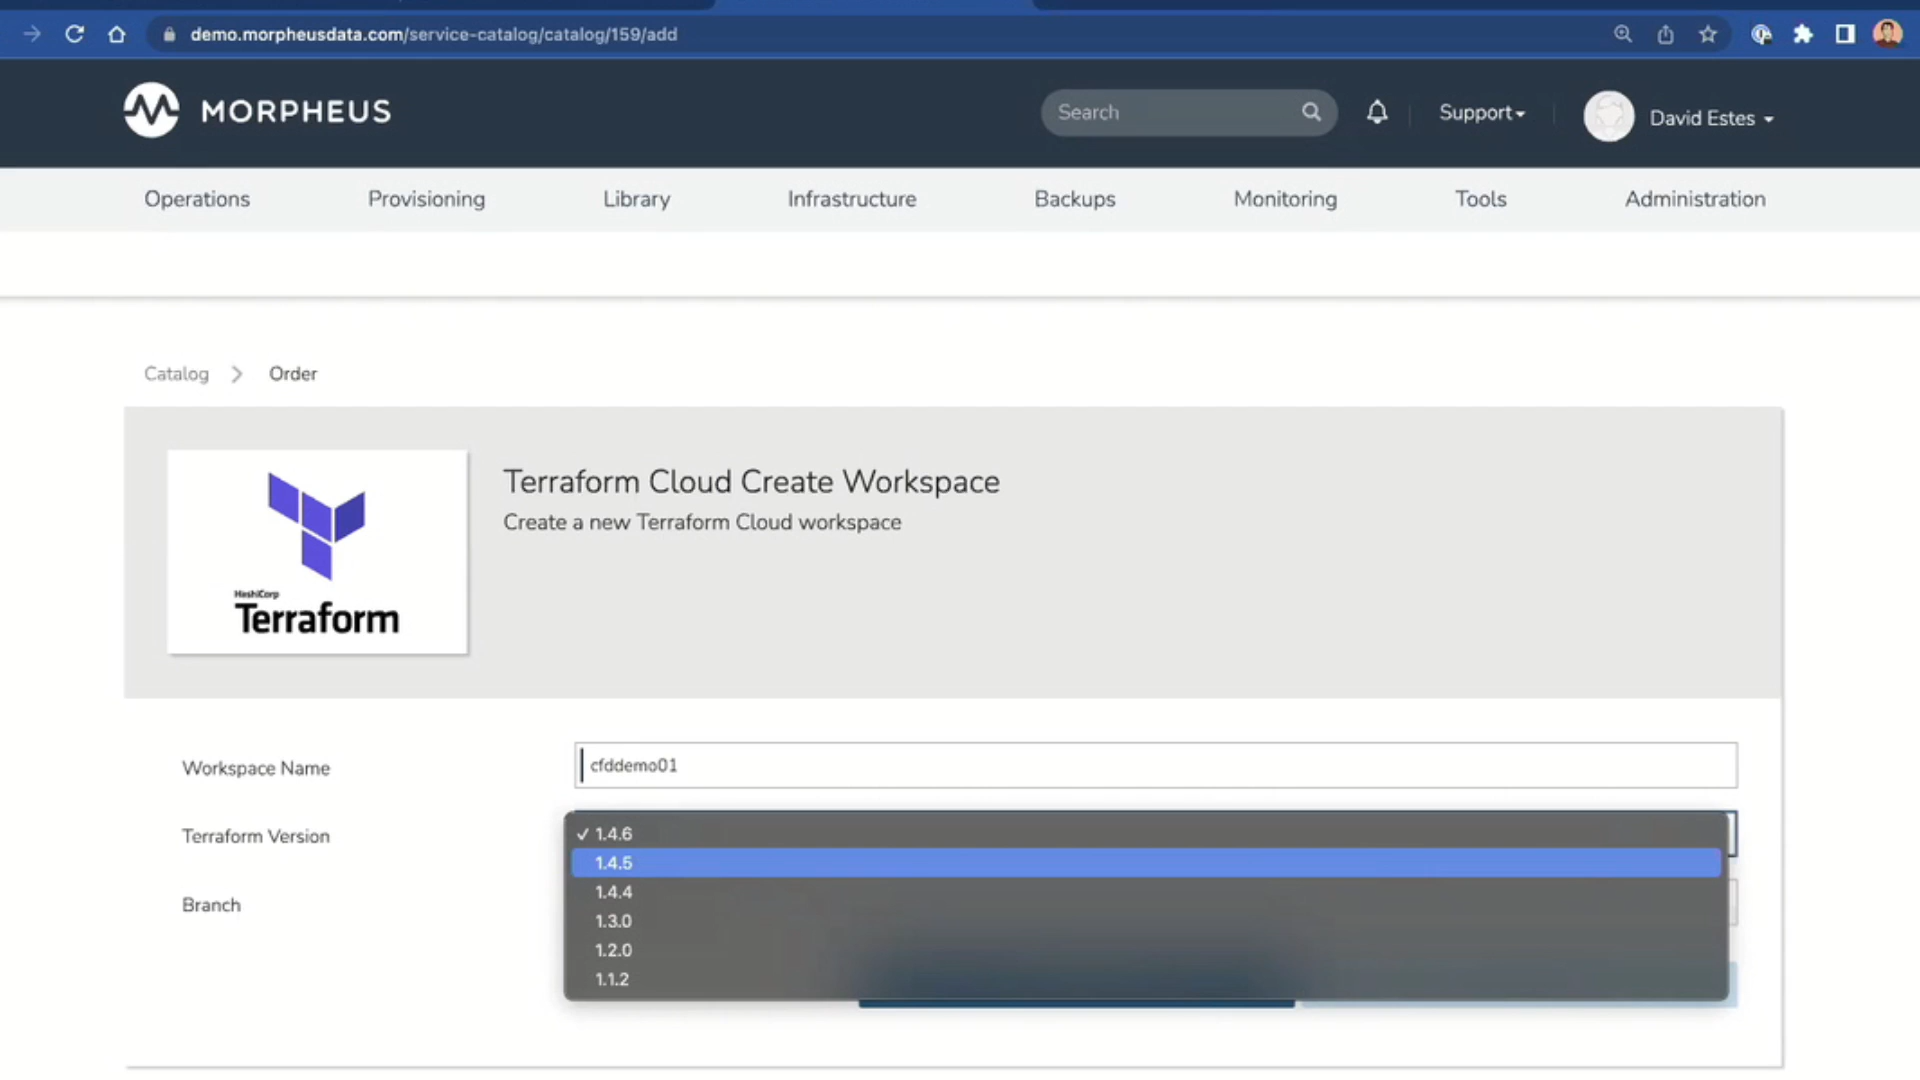 demo.morpheusdata.com/service-catalog/catalog/159/add
MORPHEUS
Search
Support
David Estes
Operations
Provisioning
Library
Infrastructure
Backups
Monitoring
Tools
Administration
Catalog
Order
HashiCorp
Terraform
Terraform Cloud Create Workspace
Create a new Terraform Cloud workspace
Workspace Name
cfddemo01
Terraform Version
✓ 1.4.6
1.4.5
1.4.4
1.3.0
1.2.0
1.1.2
Branch